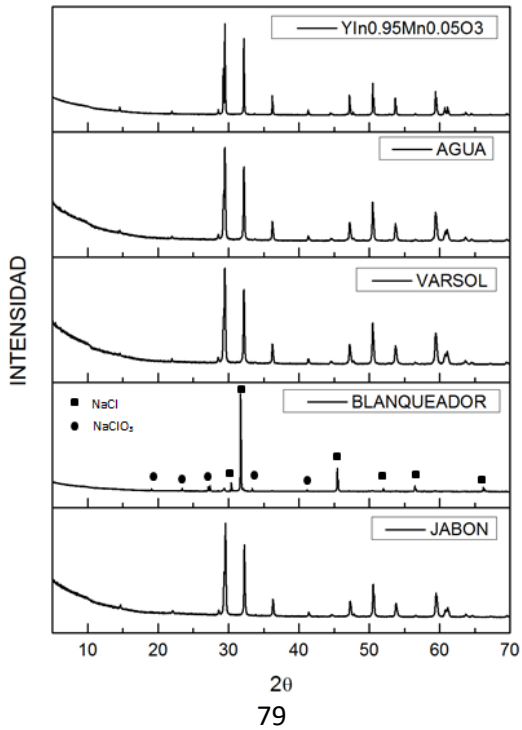 YIn0.95Mn0.05O3
AGUA
VARSOL
BLANQUEADOR
NaCl
NaClO₃
JABON
INTENSIDAD
10 20 30 40 50 60 70
2θ
79